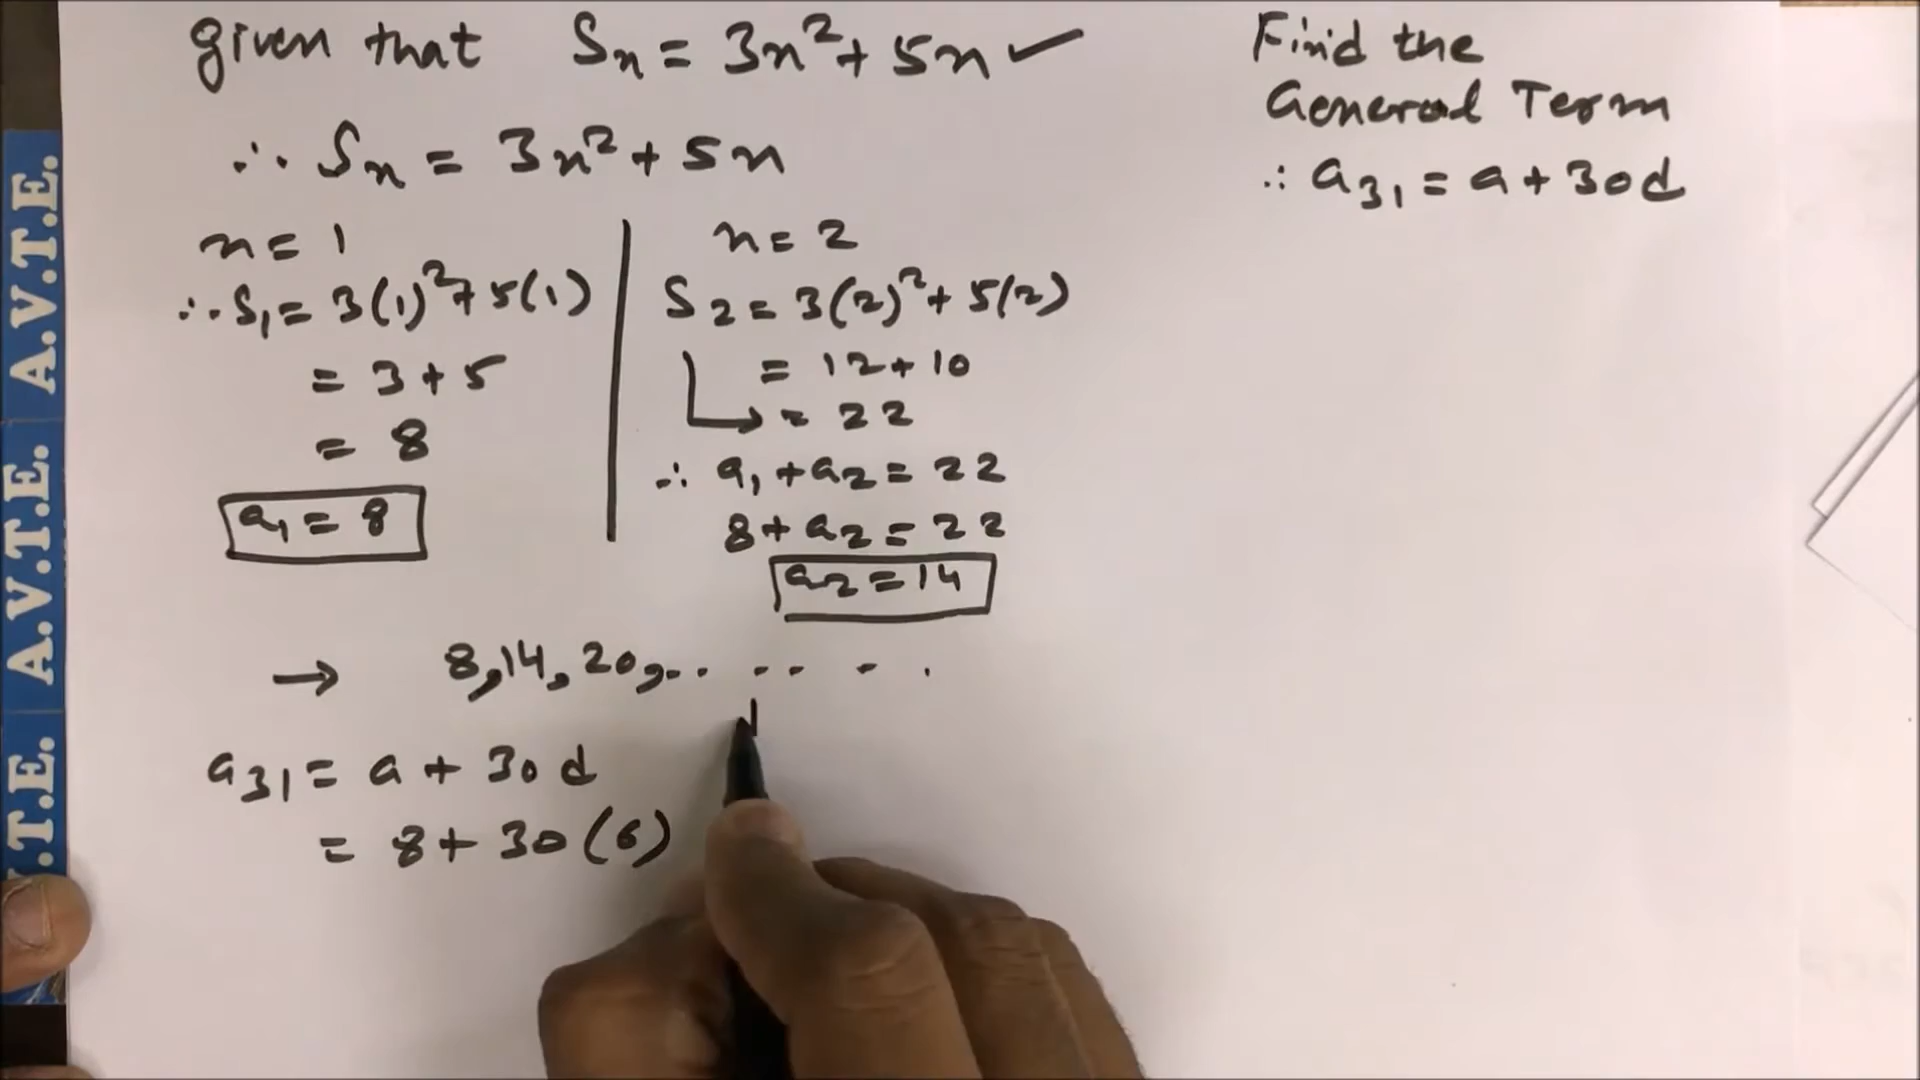 given that Sn = 3n² + 5n ✓
∴ Sn = 3n² + 5n
n = 1
∴ S₁ = 3(1)² + 5(1)
= 3 + 5
= 8
a₁ = 8
n = 2
S₂ = 3(2)² + 5(2)
= 12 + 10
→ = 22
∴ a₁ + a₂ = 22
8 + a₂ = 22
a₂ = 14
→ 8, 14, 20, .. .. - .
a₃₁ = a + 30d
= 8 + 30(6)
Find the
General Term
∴ a₃₁ = a + 30d
A.V.T.E.
A.V.T.E.
.T.E.